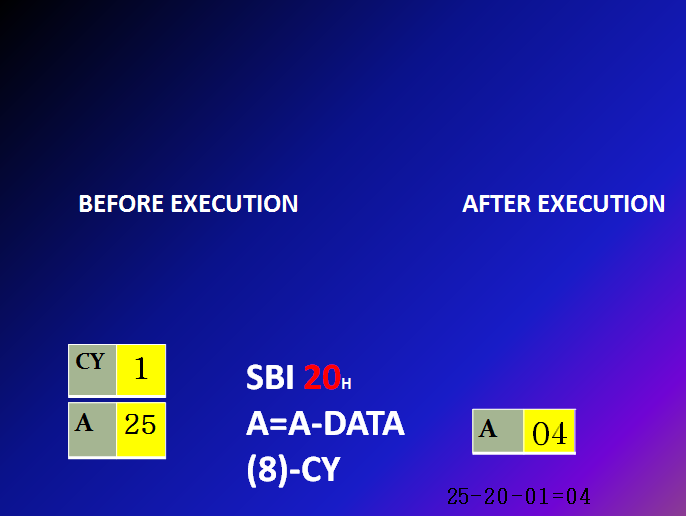 BEFORE EXECUTION
AFTER EXECUTION
CY 1
A 25
SBI 20H
A=A-DATA
(8)-CY
A 04
25-20-01=04